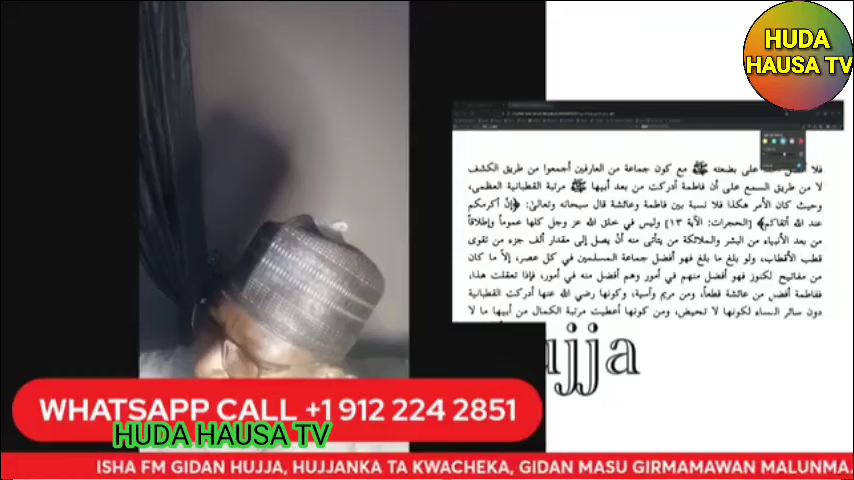 HUDA
HAUSA TV
فلا أفضل على بضعته ﷺ مع كون جماعة من العارفين أجمعوا من طريق الكشف
لا من طريق السمع على أن فاطمة أدركت من بعد أبيها ﷺ مرتبة القطبانية العظمى،
وحيث كان الأمر هكذا فلا نسبة بين فاطمة وعائشة قال سبحانه وتعالى: ﴿إن أكرمكم
عند الله أتقاكم﴾ [الحجرات: الآية ١٣] وليس في خلق الله عز وجل كلها عموماً وإطلاقاً
من بعد الأنبياء من البشر والملائكة من يتأتى منه أن يصل إلى مقدار ألف جزء من تقوى
قطب الأقطاب، ولو بلغ ما بلغ فهو أفضل جماعة المسلمين في كل عصر، إلاّ ما كان
من مفاتيح لكنوز فهو أفضل منهم في أمور وهم أفضل منه في أمور، فإذا تعقلت هذا،
ففاطمة أفضل من عائشة قطعاً، ومن مريم وآسية، وكونها رضي الله عنها أدركت القطبانية
دون سائر النساء لكونها لا تحيض، ومن كونها أعطيت مرتبة الكمال من أبيها ما لا
ujja
WHATSAPP CALL +1 912 224 2851
HUDA HAUSA TV
ISHA FM GIDAN HUJJA, HUJJANKA TA KWACHEKA, GIDAN MASU GIRMAMAWAN MALUNMA.